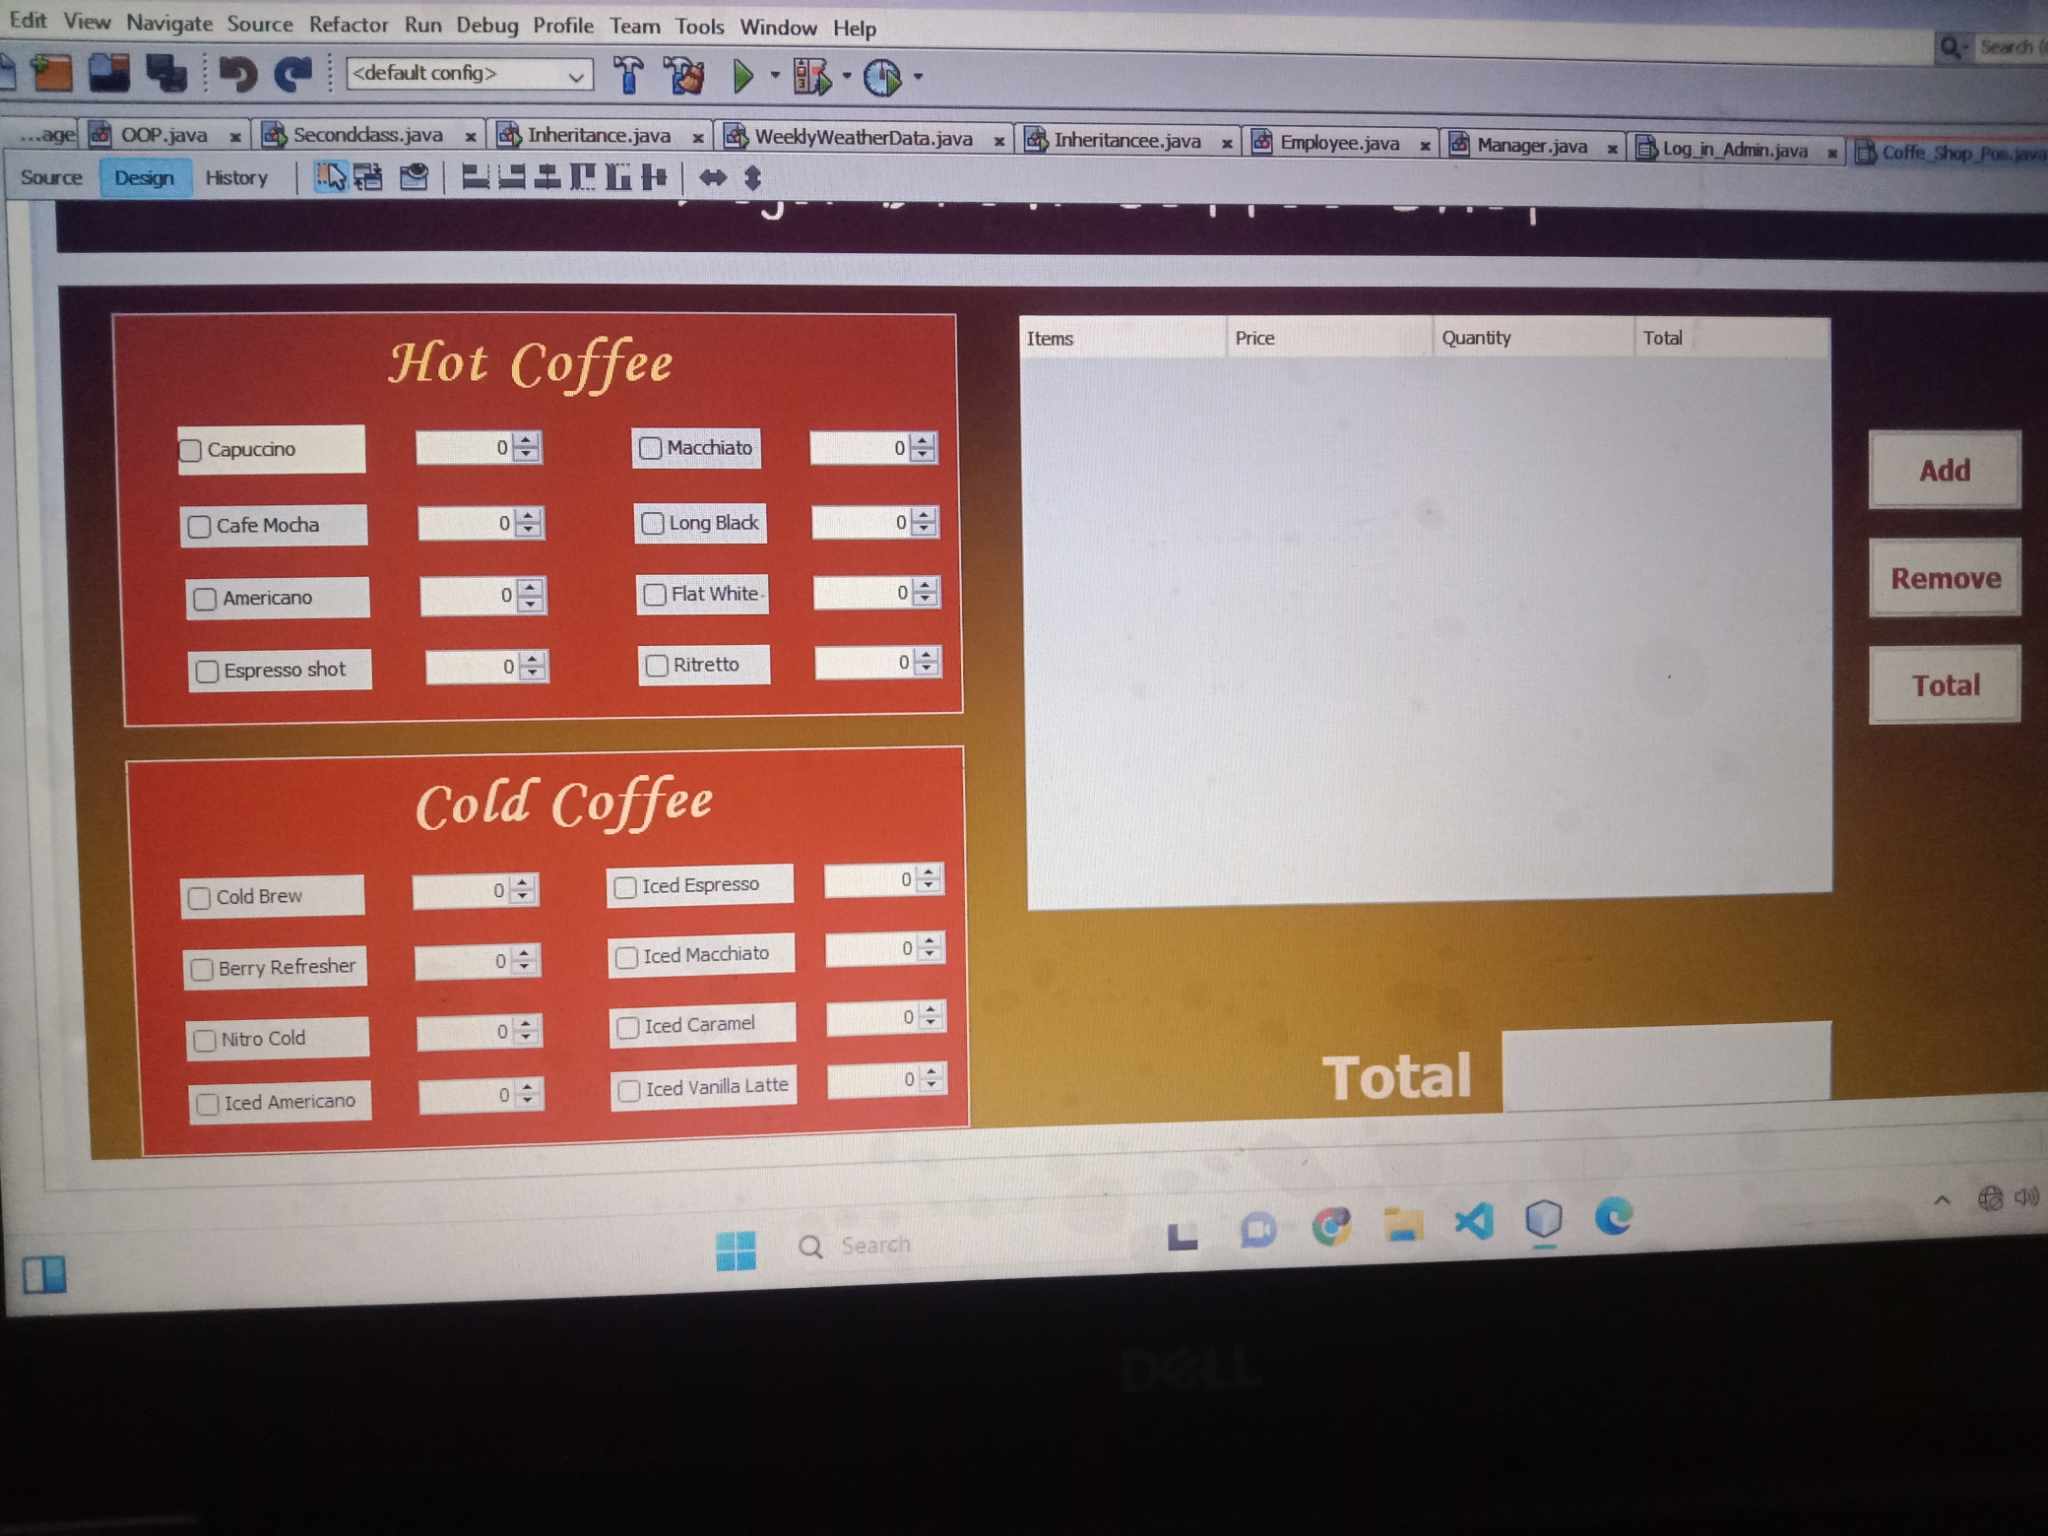 Edit View Navigate Source Refactor Run Debug Profile Team Tools Window Help
Search
<default config>
...age OOP.java Secondclass.java Inheritance.java WeeklyWeatherData.java Inheritancee.java Employee.java Manager.java Log_in_Admin.java Coffe_Shop_Pos.java
Source Design History
Hot Coffee
Capuccino 0 Macchiato 0
Cafe Mocha 0 Long Black 0
Americano 0 Flat White 0
Espresso shot 0 Ritretto 0
Cold Coffee
Cold Brew 0 Iced Espresso 0
Berry Refresher 0 Iced Macchiato 0
Nitro Cold 0 Iced Caramel 0
Iced Americano 0 Iced Vanilla Latte 0
Items Price Quantity Total
Add
Remove
Total
Total
Search
DELL